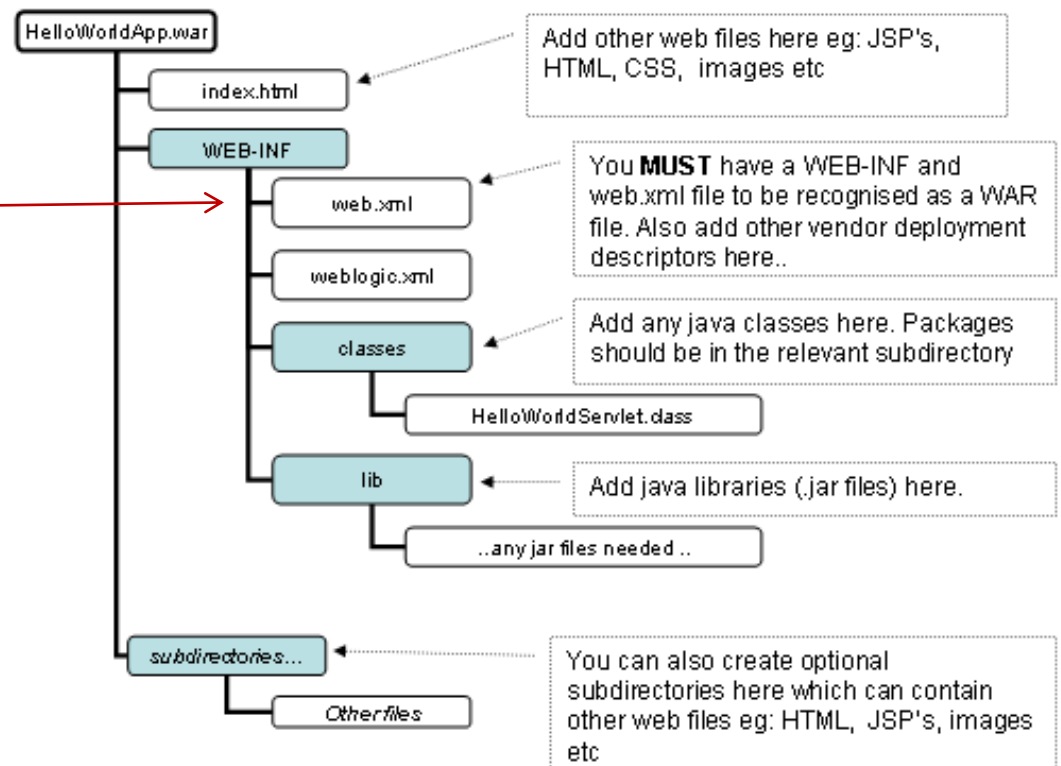 HelloWorldApp.war
Add other web files here eg: JSP's,
HTML, CSS, images etc
index.html
WEB-INF
You MUST have a WEB-INF and
web.xml file to be recognised as a WAR
file. Also add other vendor deployment
descriptors here..
web.xml
weblogic.xml
Add any java classes here. Packages
should be in the relevant subdirectory
classes
HelloWorldServlet.class
lib
Add java libraries (.jar files) here.
..any jar files needed ..
subdirectories...
You can also create optional
subdirectories here which can contain
other web files eg: HTML, JSP's, images
etc
Other files